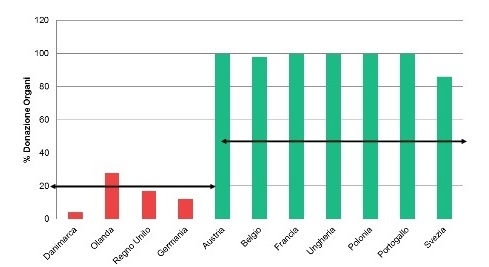 % Donazione Organi
120
100
80
60
40
20
0
Danimarca
Olanda
Regno Unito
Germania
Austria
Belgio
Francia
Ungheria
Polonia
Portogallo
Svezia